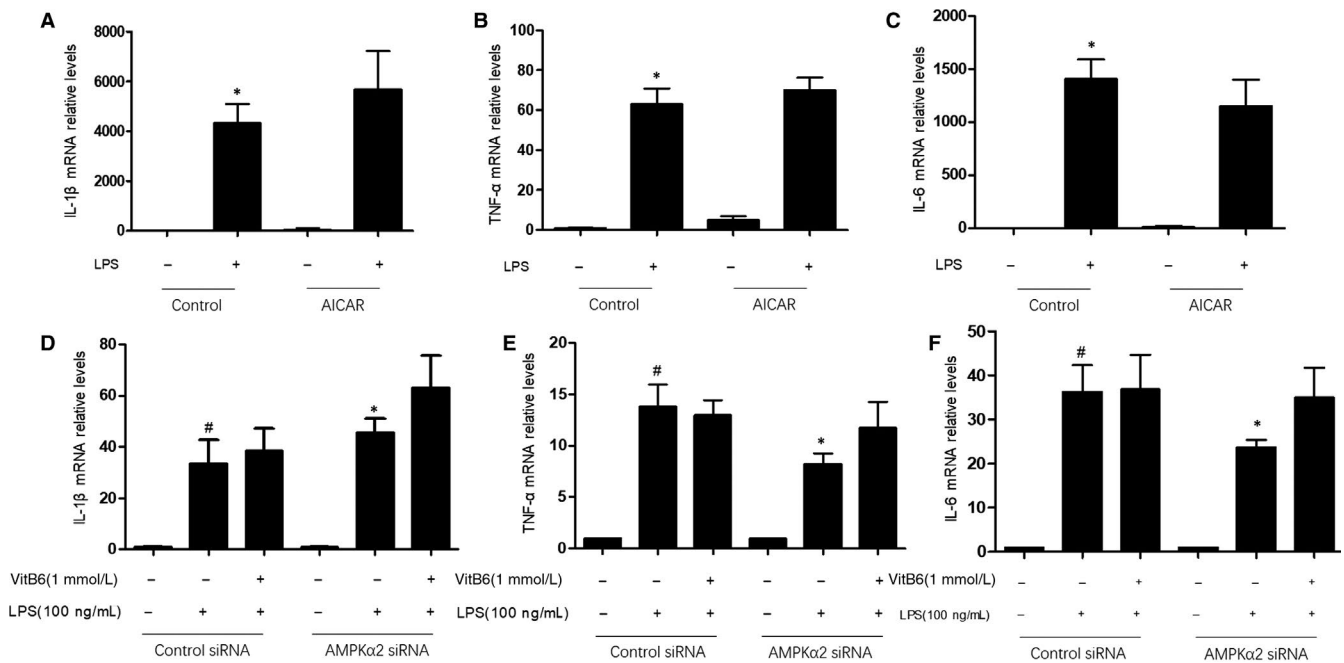 A
IL-1β mRNA relative levels
8000
6000
4000
2000
0
*
LPS
– + – +
Control AICAR
B
TNF-α mRNA relative levels
100
80
60
40
20
0
*
LPS
– + – +
Control AICAR
C
IL-6 mRNA relative levels
2000
1500
1000
500
0
*
LPS
– + – +
Control AICAR
D
IL-1β mRNA relative levels
80
60
40
20
0
# *
VitB6(1 mmol/L) – – + – – +
LPS(100 ng/mL) – + + – + +
Control siRNA AMPKα2 siRNA
E
TNF-α mRNA relative levels
20
15
10
5
0
# *
VitB6(1 mmol/L) – – + – – +
LPS(100 ng/mL) – + + – + +
Control siRNA AMPKα2 siRNA
F
IL-6 mRNA relative levels
50
40
30
20
10
0
# *
VitB6(1 mmol/L) – – + – – +
LPS(100 ng/mL) – + + – + +
Control siRNA AMPKα2 siRNA